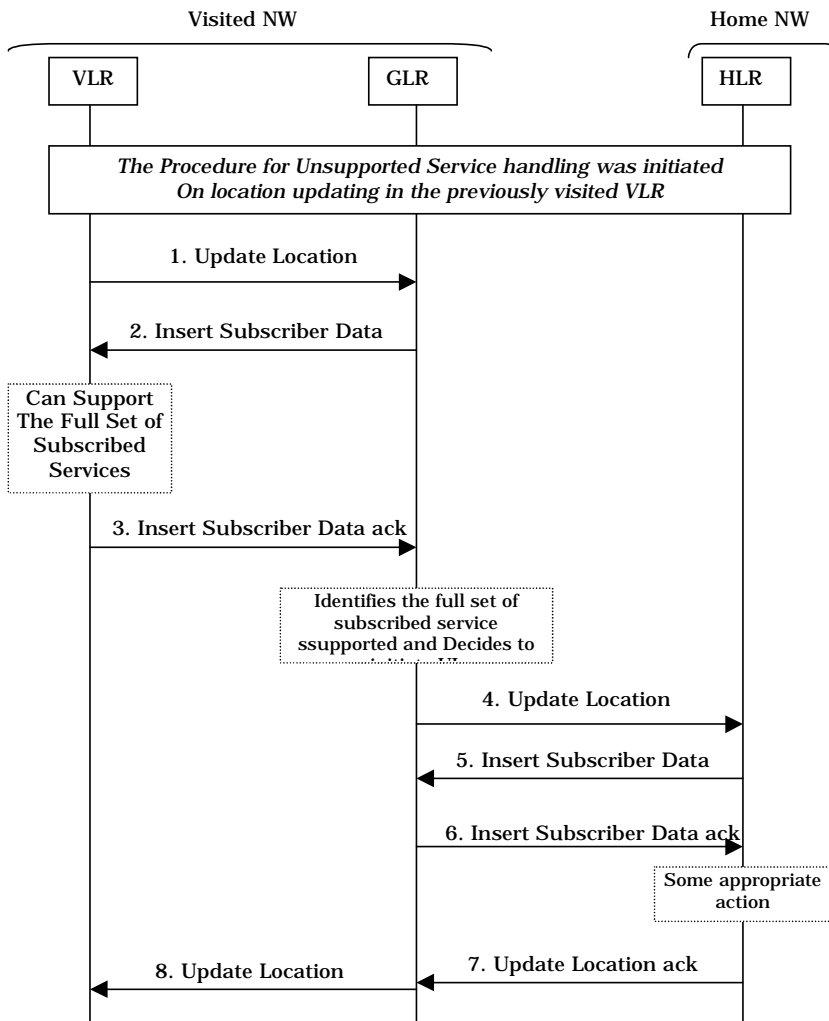 Visited NW
Home NW
VLR
GLR
HLR
The Procedure for Unsupported Service handling was initiated
On location updating in the previously visited VLR
1. Update Location
2. Insert Subscriber Data
Can Support
The Full Set of
Subscribed
Services
3. Insert Subscriber Data ack
Identifies the full set of
subscribed service
ssupported and Decides to
4. Update Location
5. Insert Subscriber Data
6. Insert Subscriber Data ack
Some appropriate
action
7. Update Location ack
8. Update Location